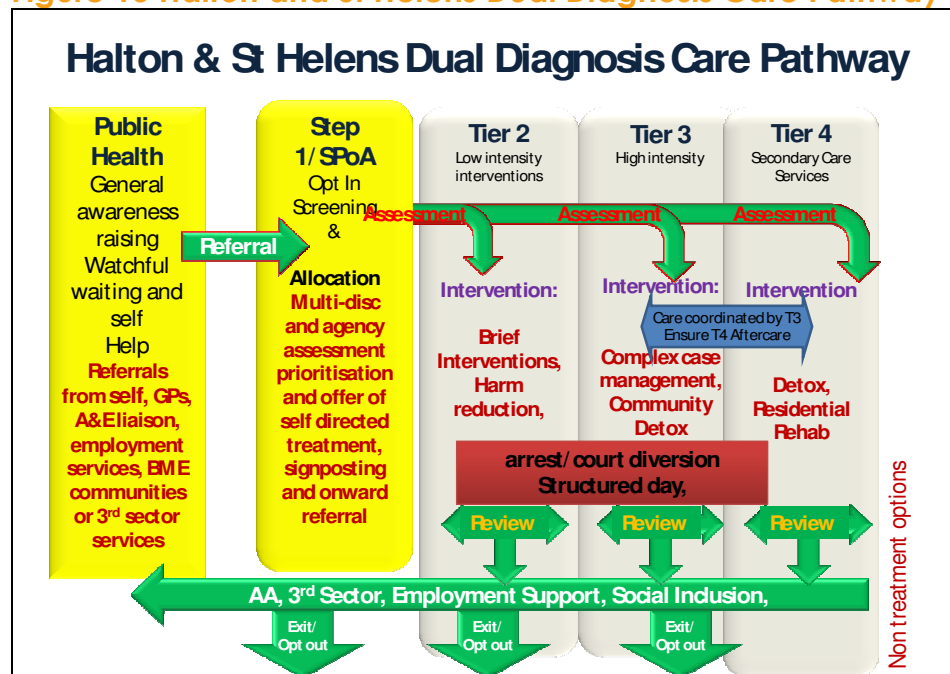 Halton & St Helens Dual Diagnosis Care Pathway
Public
Health
General
awareness
raising
Watchful
waiting and
self
Help
Referrals
from self, GPs,
A&E liaison,
employment
services, BME
communities
or 3rd sector
services
Referral
Step
1/ SPoA
Opt In
Screening
&
Allocation
Multi-disc
and agency
assessment
prioritisation
and offer of
self directed
treatment,
signposting
and onward
referral
Tier 2
Low intensity
interventions
Assessment
Intervention:
Brief
Interventions,
Harm
reduction,
Tier 3
High intensity
Assessment
Intervention:
Care coordinated by T3
Ensure T4 Aftercare
Complex case
management,
Community
Detox
Tier 4
Secondary Care
Services
Assessment
Intervention
Detox,
Residential
Rehab
arrest/ court diversion
Structured day,
Review
Review
Review
AA, 3rd Sector, Employment Support, Social Inclusion,
Exit/
Opt out
Exit/
Opt out
Exit/
Opt out
Non treatment options